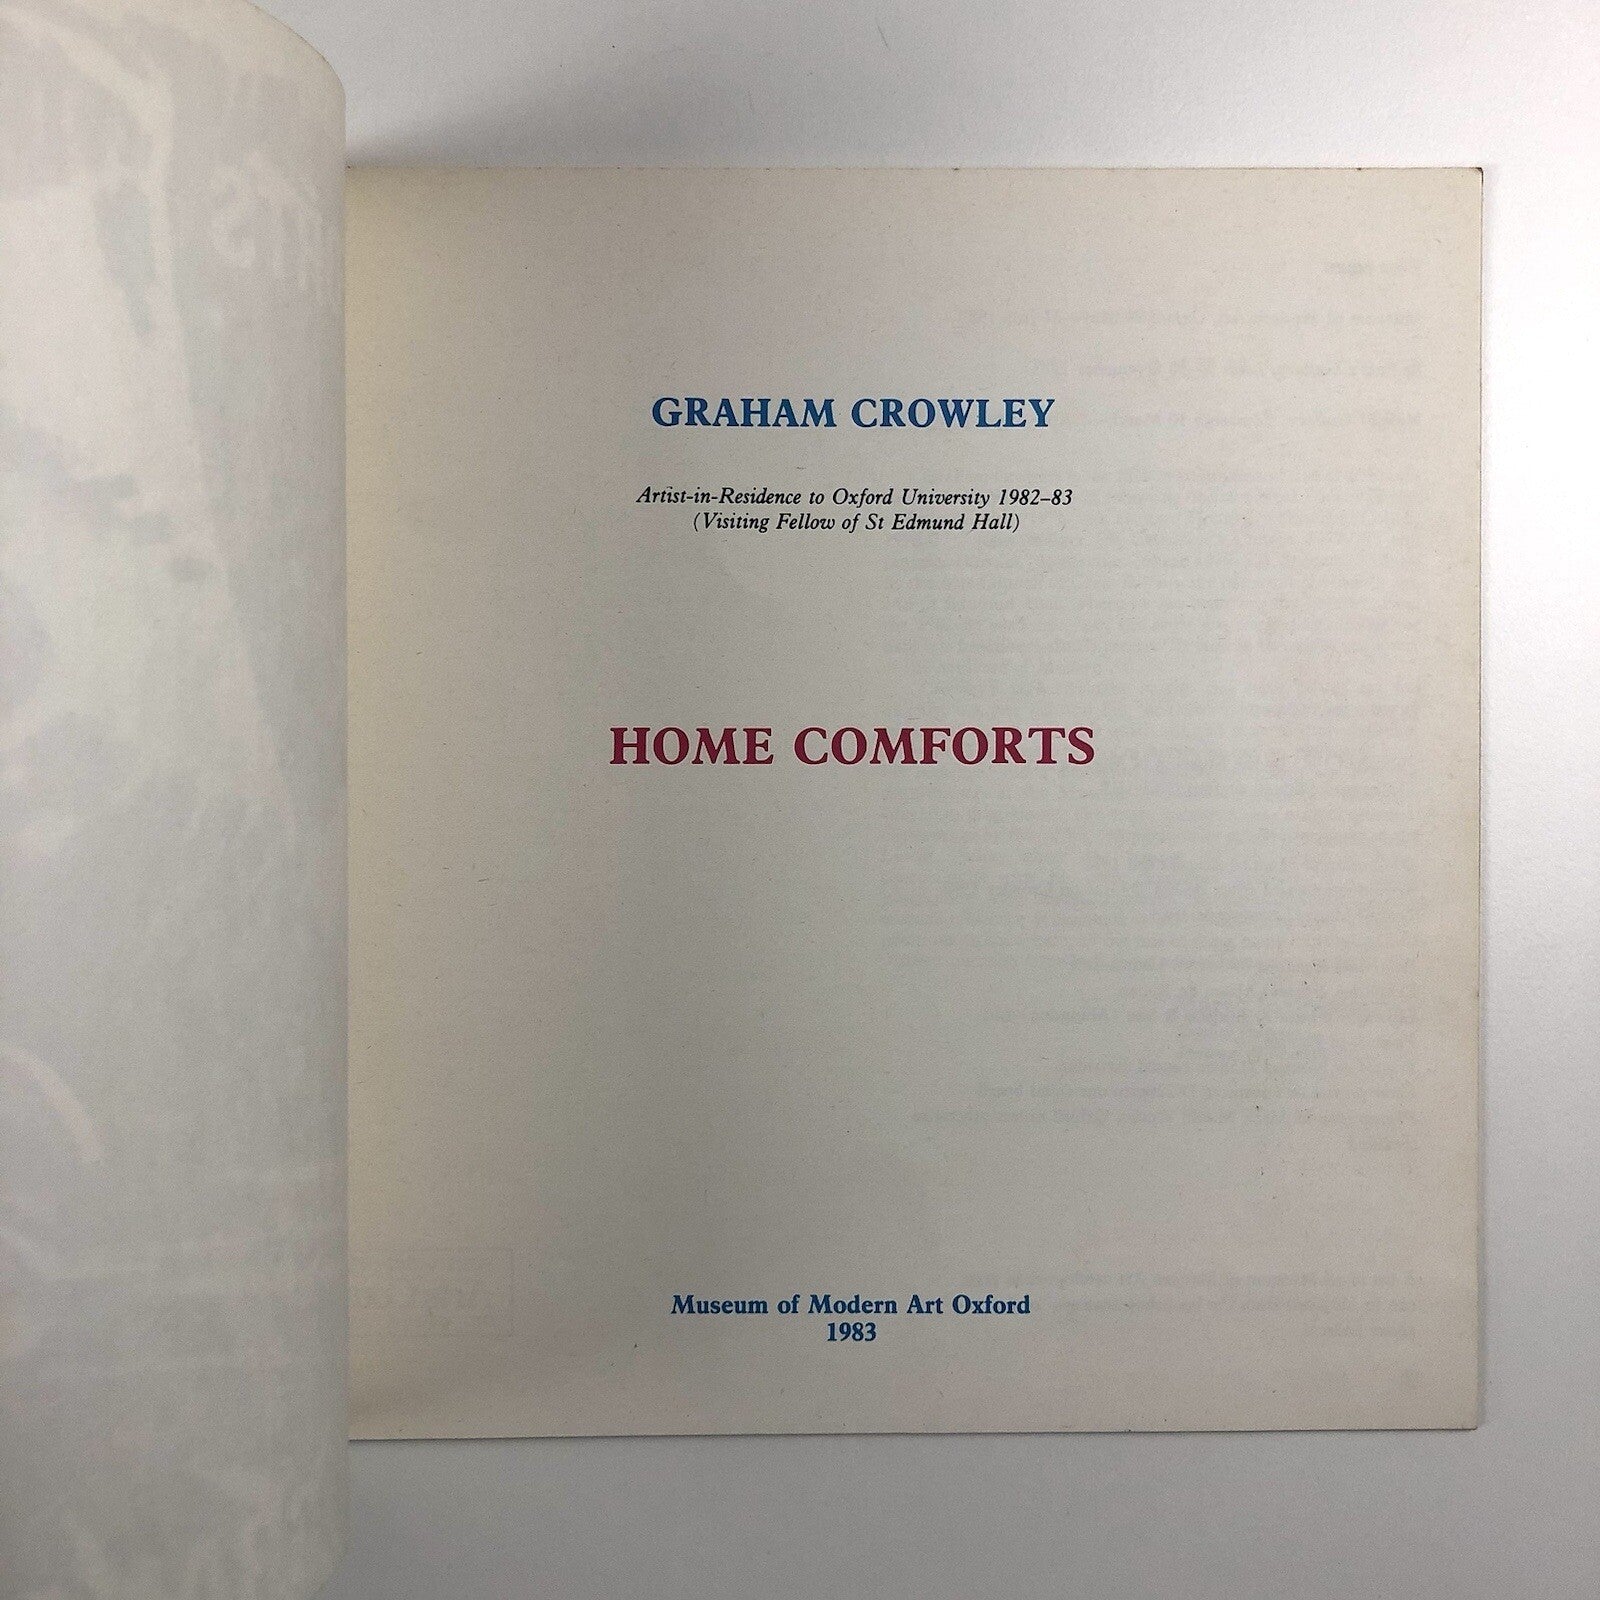 GRAHAM CROWLEY
Artist-in-Residence to Oxford University 1982–83
(Visiting Fellow of St Edmund Hall)
HOME COMFORTS
Museum of Modern Art Oxford
1983